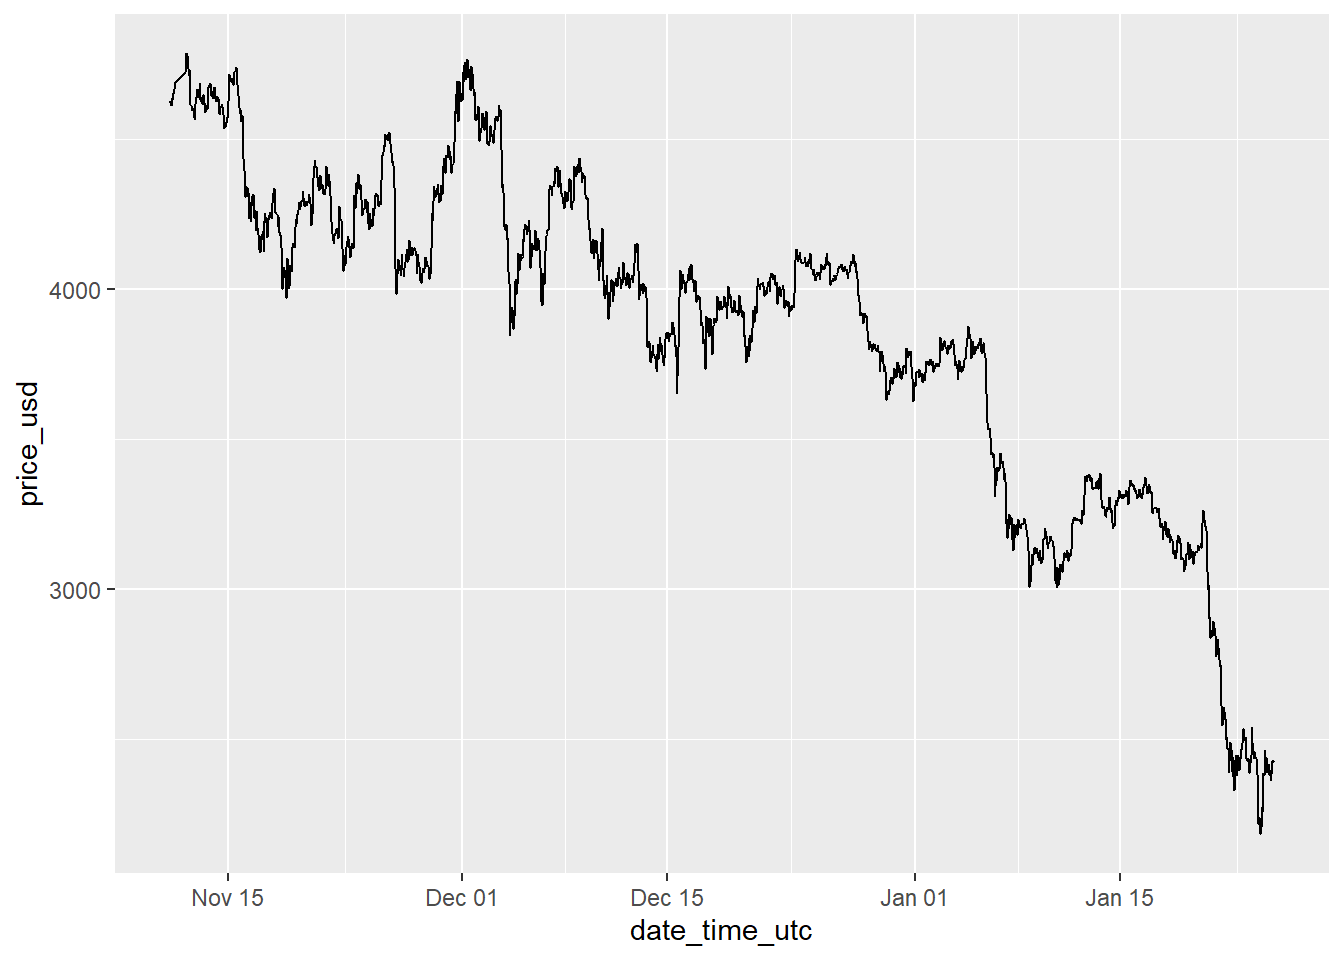 4000
3000
price_usd
Nov 15
Dec 01
Dec 15
Jan 01
Jan 15
date_time_utc